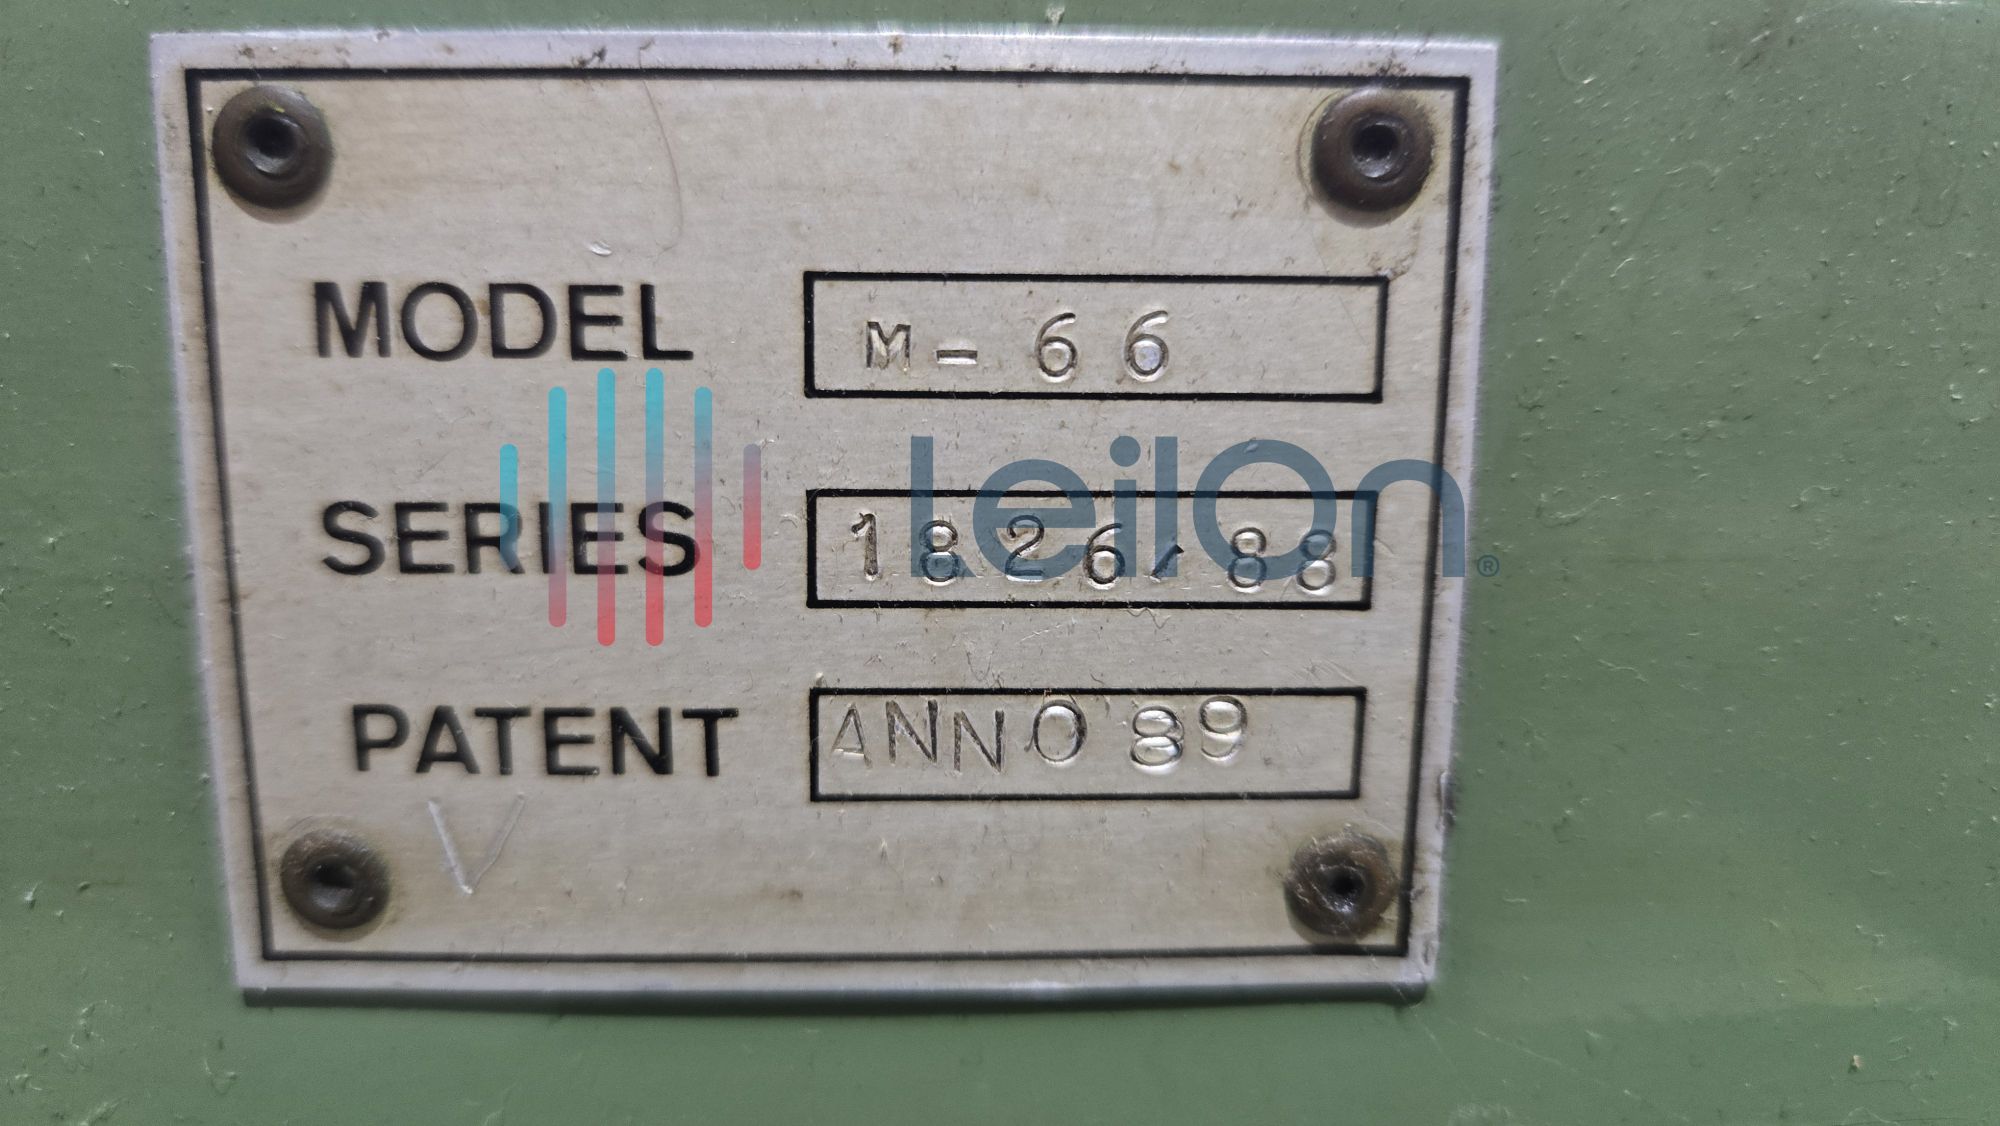 MODEL M-66
leilOn®
SERIES 1826/88
PATENT ANNO 89